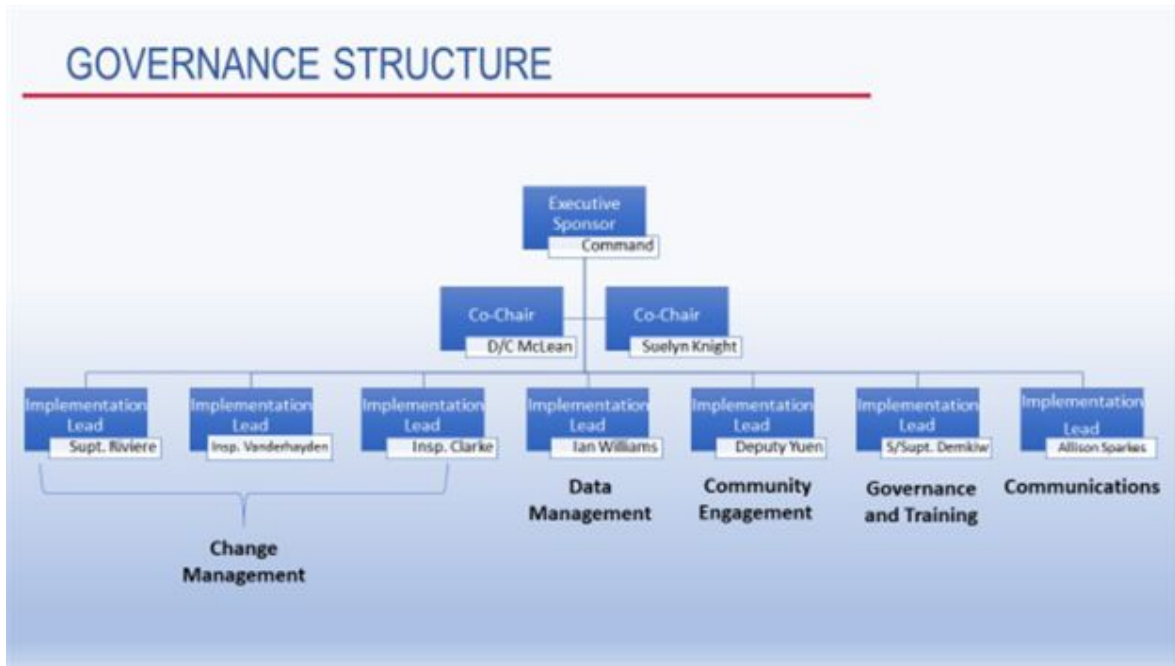 GOVERNANCE STRUCTURE
Executive
Sponsor
Command
Co-Chair
D/C McLean
Co-Chair
Suelyn Knight
Implementation
Lead
Supt. Riviere
Implementation
Lead
Insp. Vanderhayden
Implementation
Lead
Insp. Clarke
Implementation
Lead
Ian Williams
Implementation
Lead
Deputy Yuen
Implementation
Lead
S/Supt. Demkiw
Implementation
Lead
Allison Sparkes
Change
Management
Data
Management
Community
Engagement
Governance
and Training
Communications